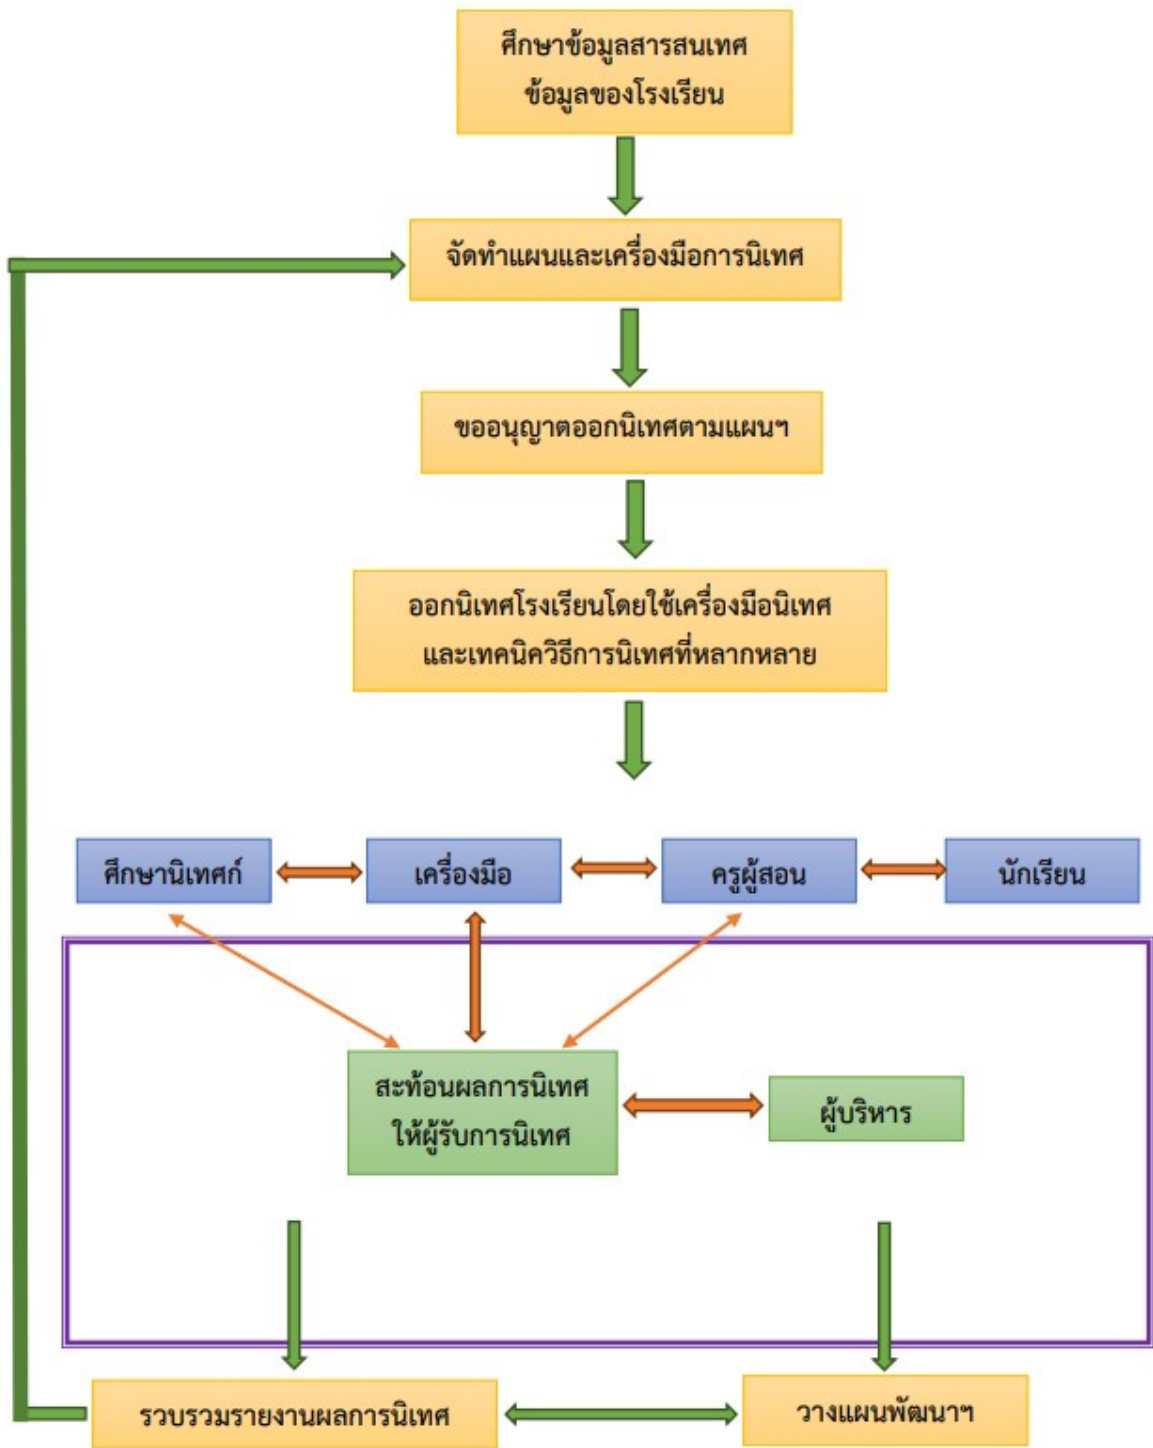 ศึกษาข้อมูลสารสนเทศ
ข้อมูลของโรงเรียน
จัดทำแผนและเครื่องมือการนิเทศ
ขออนุญาตออกนิเทศตามแผนฯ
ออกนิเทศโรงเรียนโดยใช้เครื่องมือนิเทศ
และเทคนิควิธีการนิเทศที่หลากหลาย
ศึกษานิเทศก์
เครื่องมือ
ครูผู้สอน
นักเรียน
สะท้อนผลการนิเทศ
ให้ผู้รับการนิเทศ
ผู้บริหาร
รวบรวมรายงานผลการนิเทศ
วางแผนพัฒนาฯ